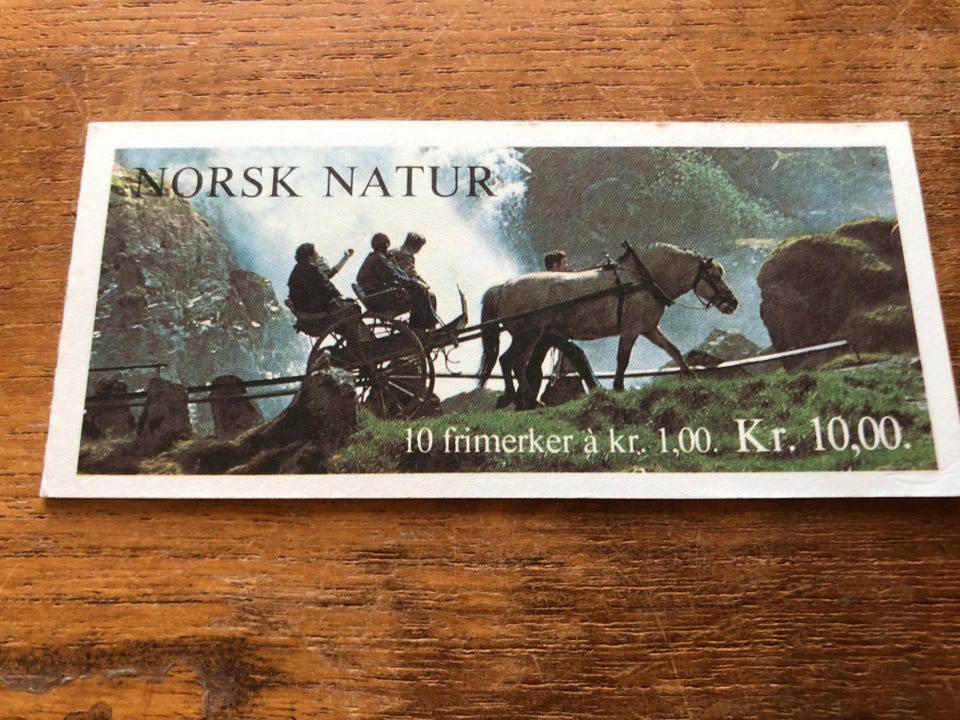 NORSK NATUR
10 frimerker à kr. 1,00. Kr. 10,00.